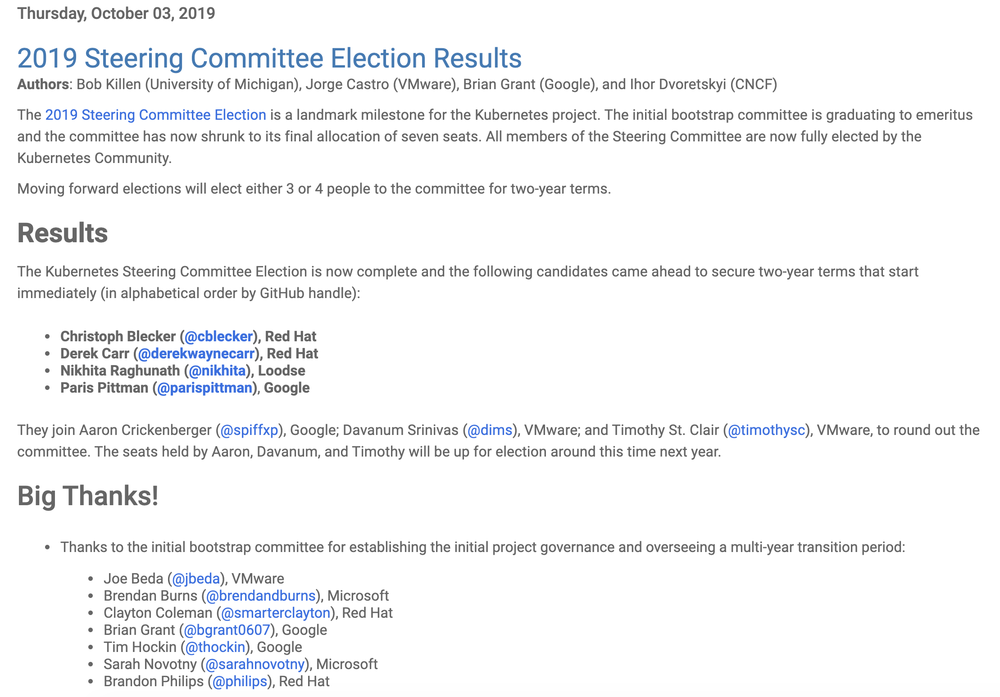 Thursday, October 03, 2019
2019 Steering Committee Election Results
Authors: Bob Killen (University of Michigan), Jorge Castro (VMware), Brian Grant (Google), and Ihor Dvoretskyi (CNCF)
The 2019 Steering Committee Election is a landmark milestone for the Kubernetes project. The initial bootstrap committee is graduating to emeritus
and the committee has now shrunk to its final allocation of seven seats. All members of the Steering Committee are now fully elected by the
Kubernetes Community.
Moving forward elections will elect either 3 or 4 people to the committee for two-year terms.
Results
The Kubernetes Steering Committee Election is now complete and the following candidates came ahead to secure two-year terms that start
immediately (in alphabetical order by GitHub handle):
• Christoph Blecker (@cblecker), Red Hat
• Derek Carr (@derekwaynecarr), Red Hat
• Nikhita Raghunath (@nikhita), Loodse
• Paris Pittman (@parispittman), Google
They join Aaron Crickenberger (@spiffxp), Google; Davanum Srinivas (@dims), VMware; and Timothy St. Clair (@timothysc), VMware, to round out the
committee. The seats held by Aaron, Davanum, and Timothy will be up for election around this time next year.
Big Thanks!
• Thanks to the initial bootstrap committee for establishing the initial project governance and overseeing a multi-year transition period:
• Joe Beda (@jbeda), VMware
• Brendan Burns (@brendandburns), Microsoft
• Clayton Coleman (@smarterclayton), Red Hat
• Brian Grant (@bgrant0607), Google
• Tim Hockin (@thockin), Google
• Sarah Novotny (@sarahnovotny), Microsoft
• Brandon Philips (@philips), Red Hat